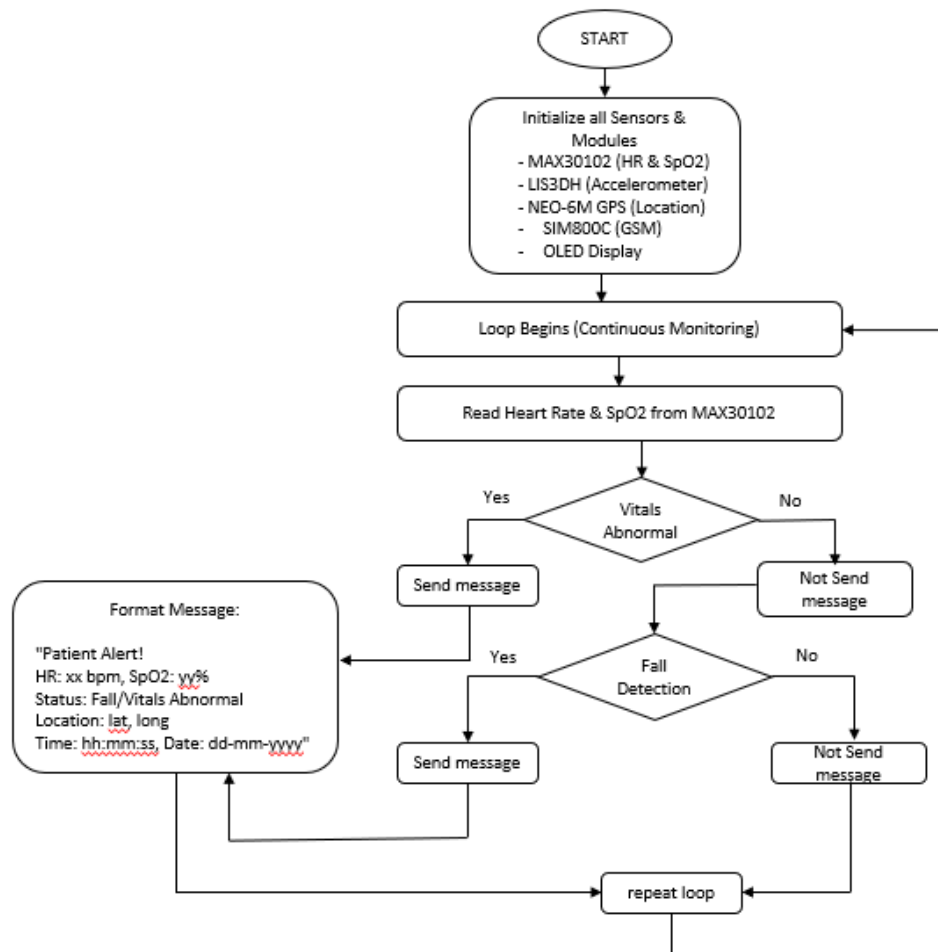 START
Initialize all Sensors &
Modules
- MAX30102 (HR & SpO2)
- LIS3DH (Accelerometer)
- NEO-6M GPS (Location)
- SIM800C (GSM)
- OLED Display
Loop Begins (Continuous Monitoring)
Read Heart Rate & SpO2 from MAX30102
Yes
No
Vitals
Abnormal
Send message
Not Send
message
Format Message:
"Patient Alert!
HR: xx bpm, SpO2: yy%
Status: Fall/Vitals Abnormal
Location: lat, long
Time: hh:mm:ss, Date: dd-mm-yyyy"
Yes
No
Fall
Detection
Send message
Not Send
message
repeat loop